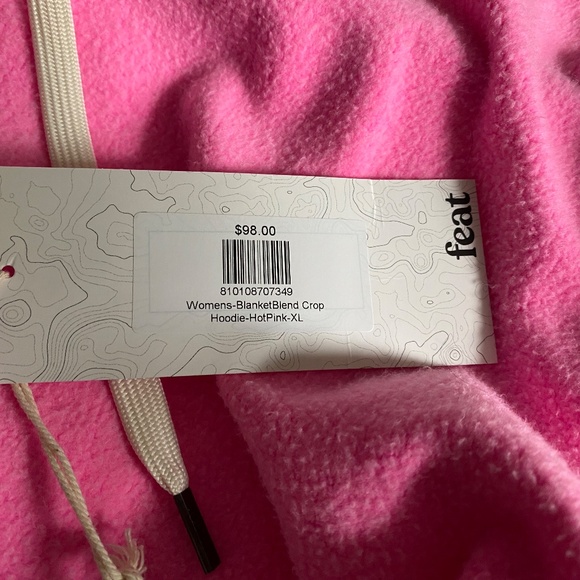 $98.00
810108707349
Womens-BlanketBlend Crop
Hoodie-HotPink-XL
feat